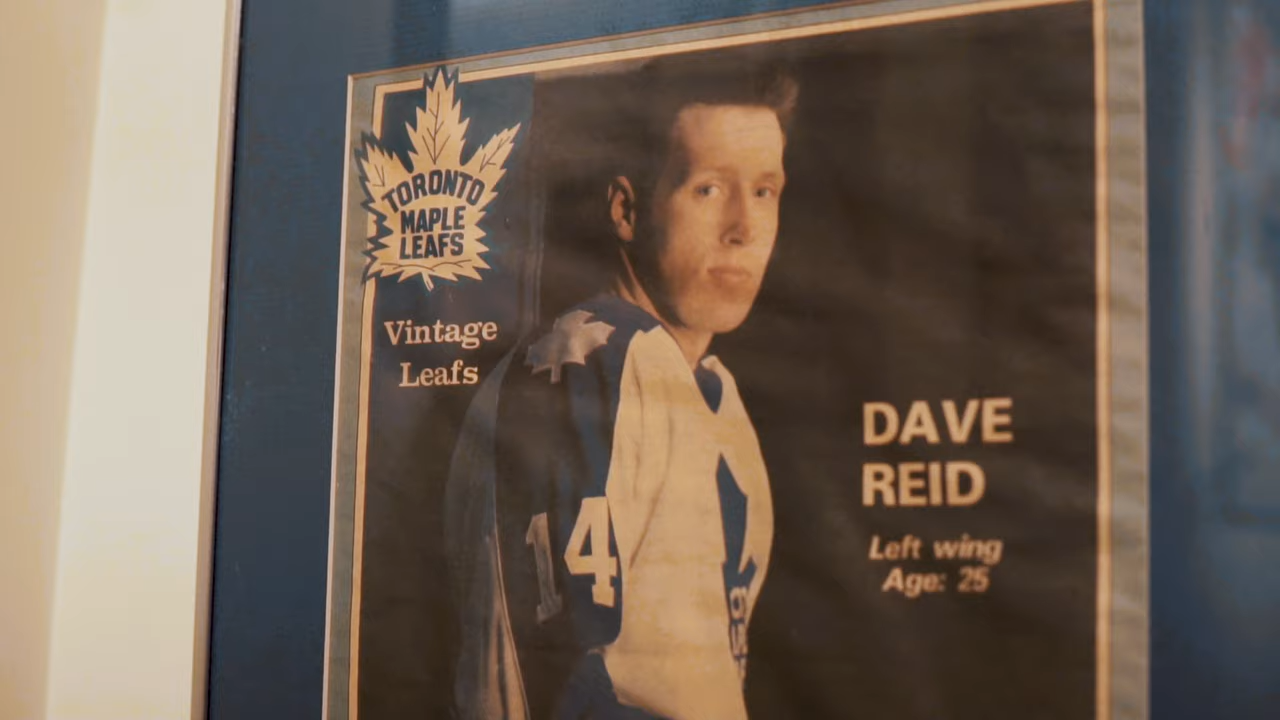 TORONTO
MAPLE
LEAFS
Vintage
Leafs
DAVE
REID
Left wing
Age: 25
14